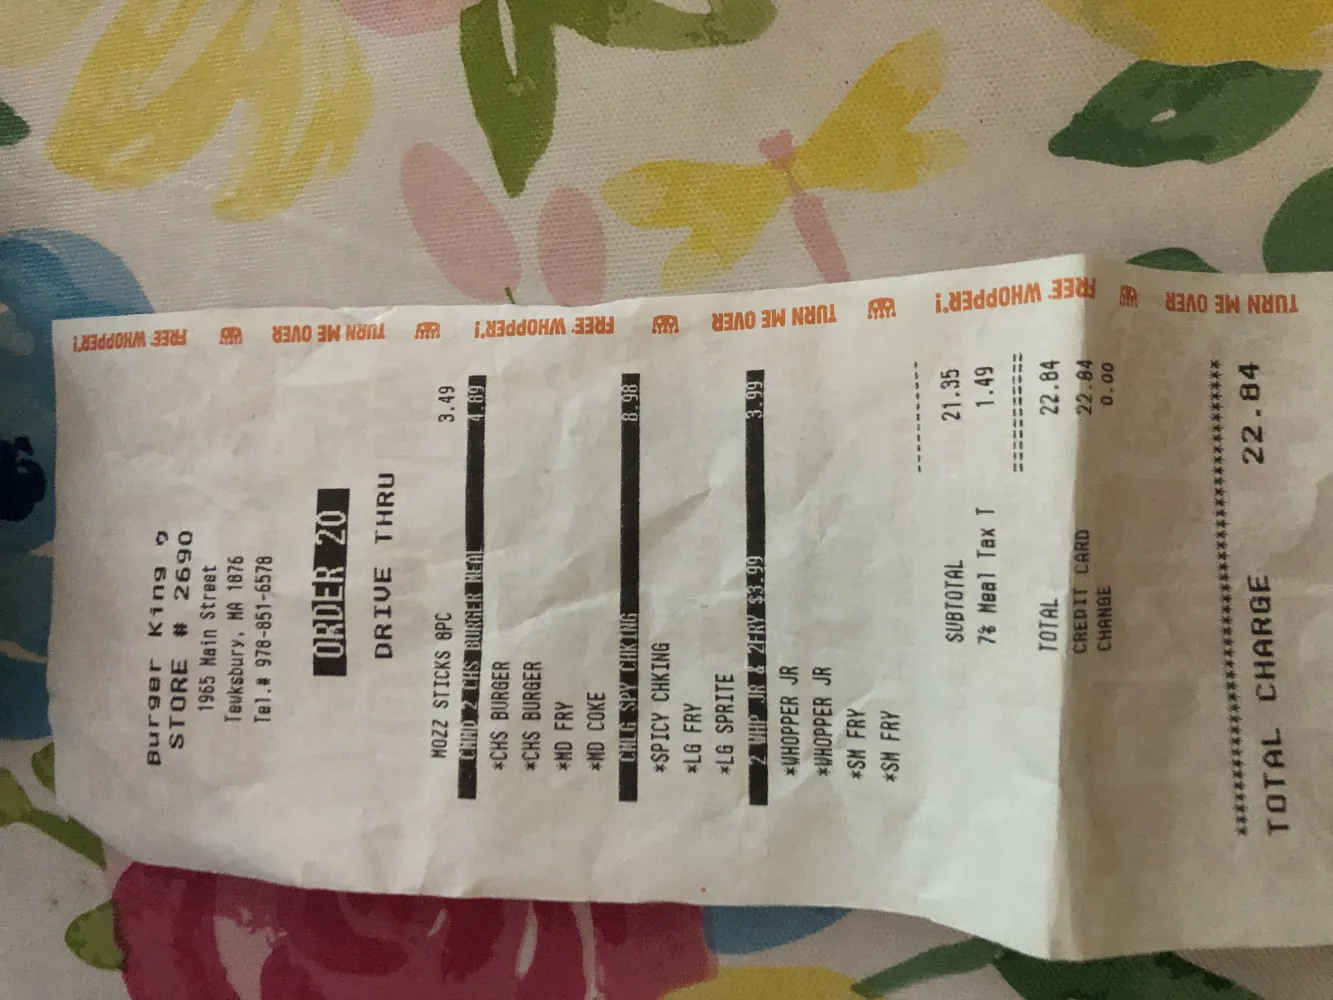 FREE WHOPPER! TURN ME OVER FREE WHOPPER! TURN ME OVER FREE WHOPPER! TURN ME OVER
Burger King
STORE # 2690
1965 Main Street
Tewksbury, MA 1876
Tel.# 978-851-6578
ORDER 20
DRIVE THRU
MOZZ STICKS 8PC 3.49
2 CHS BURGER MEAL 4.89
*CHS BURGER
*CHS BURGER
*MD FRY
*MD COKE
CMLG SPY CHKING 8.98
*SPICY CHKING
*LG FRY
*LG SPRITE
2 WHP JR & 2FRY $3.99 3.99
*WHOPPER JR
*WHOPPER JR
*SM FRY
*SM FRY
SUBTOTAL 21.35
7% Meal Tax T 1.49
TOTAL 22.84
CREDIT CARD 22.84
CHANGE 0.00
TOTAL CHARGE 22.84